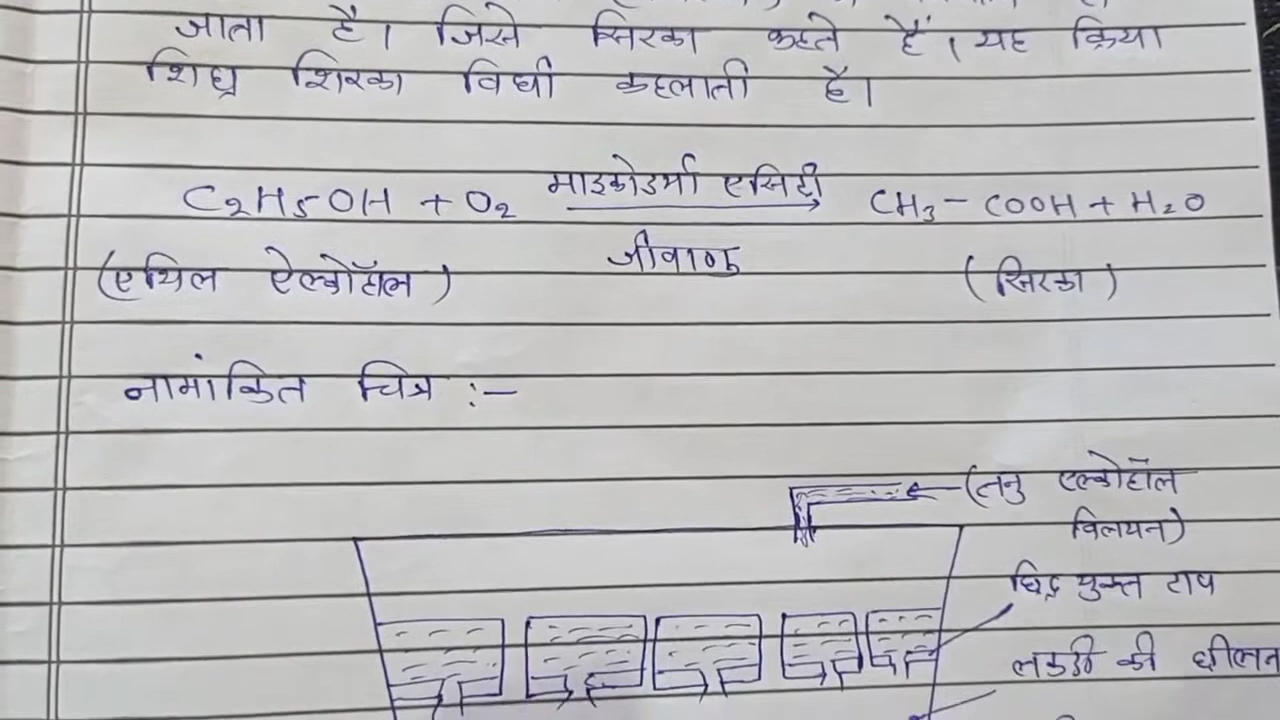 जाता है। जिसे सिरका कहते हैं। यह क्रिया
शिघ्र शिरका विधी कहलाती है।
C₂H₅OH + O₂ माइकोडर्मा एसिटी → CH₃ - COOH + H₂O
जीवाणु
(एथिल ऐल्कोहॉल) (सिरका)
नामांकित चित्र :-
(तनु एल्कोहॉल
विलयन)
छिद्र युक्त टाप
लकड़ी की छीलन